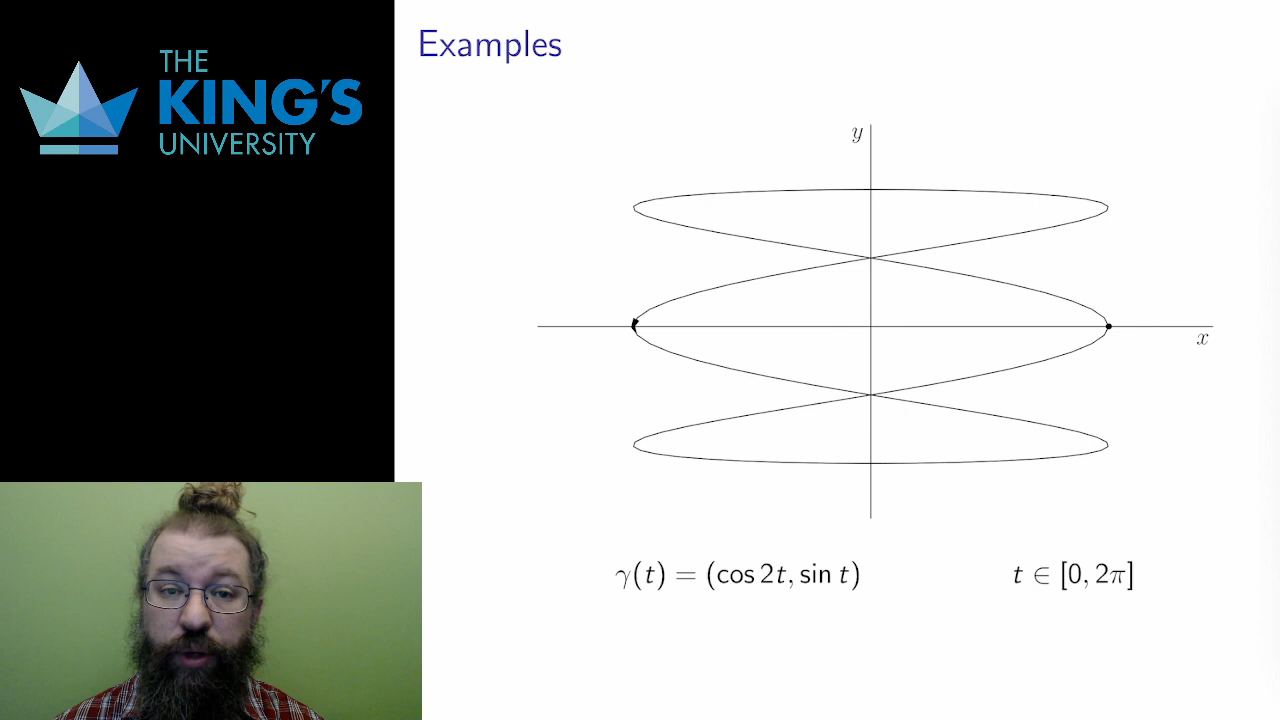 THE
KING'S
UNIVERSITY
Examples
y
x
γ(t) = (cos 2t, sin t)
t ∈ [0, 2π]